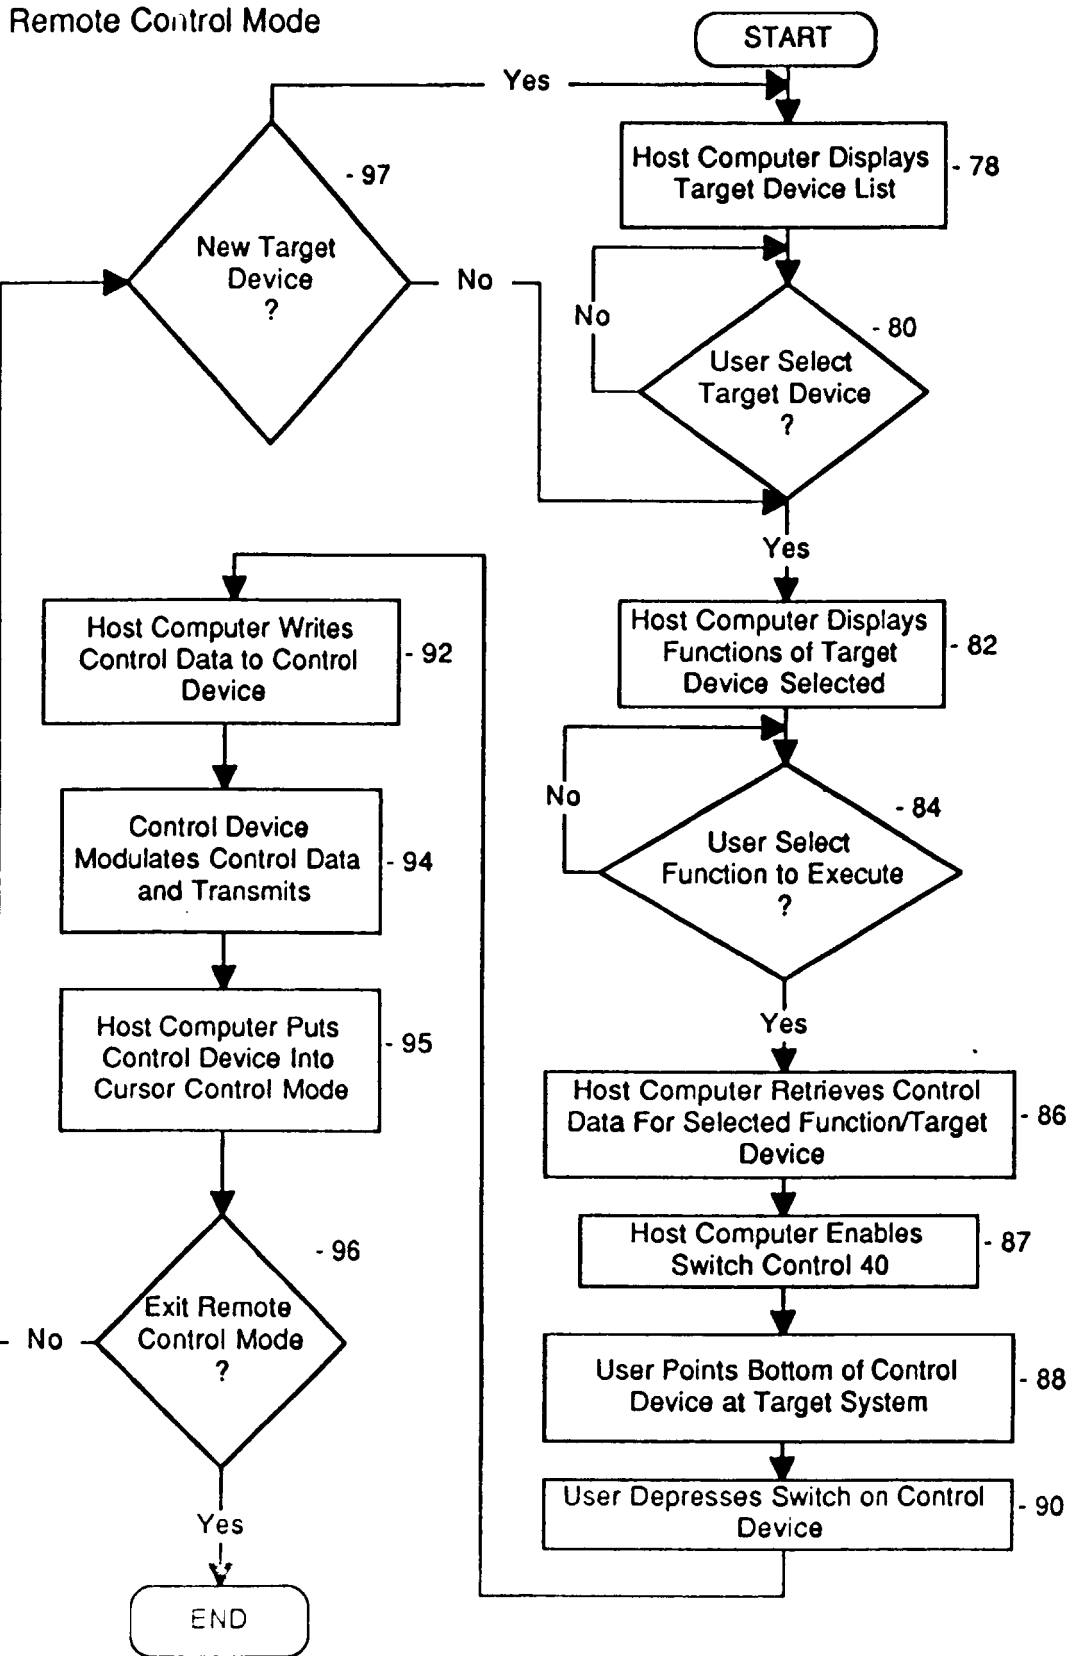 Remote Control Mode
START
Yes
- 97
New Target
Device
?
No
Host Computer Displays
Target Device List
- 78
No
- 80
User Select
Target Device
?
Yes
Host Computer Displays
Functions of Target
Device Selected
- 82
No
- 84
User Select
Function to Execute
?
Yes
Host Computer Retrieves Control
Data For Selected Function/Target
Device
- 86
Host Computer Enables
Switch Control 40
- 87
User Points Bottom of Control
Device at Target System
- 88
User Depresses Switch on Control
Device
- 90
Host Computer Writes
Control Data to Control
Device
- 92
Control Device
Modulates Control Data
and Transmits
- 94
Host Computer Puts
Control Device Into
Cursor Control Mode
- 95
- 96
Exit Remote
Control Mode
?
No
Yes
END